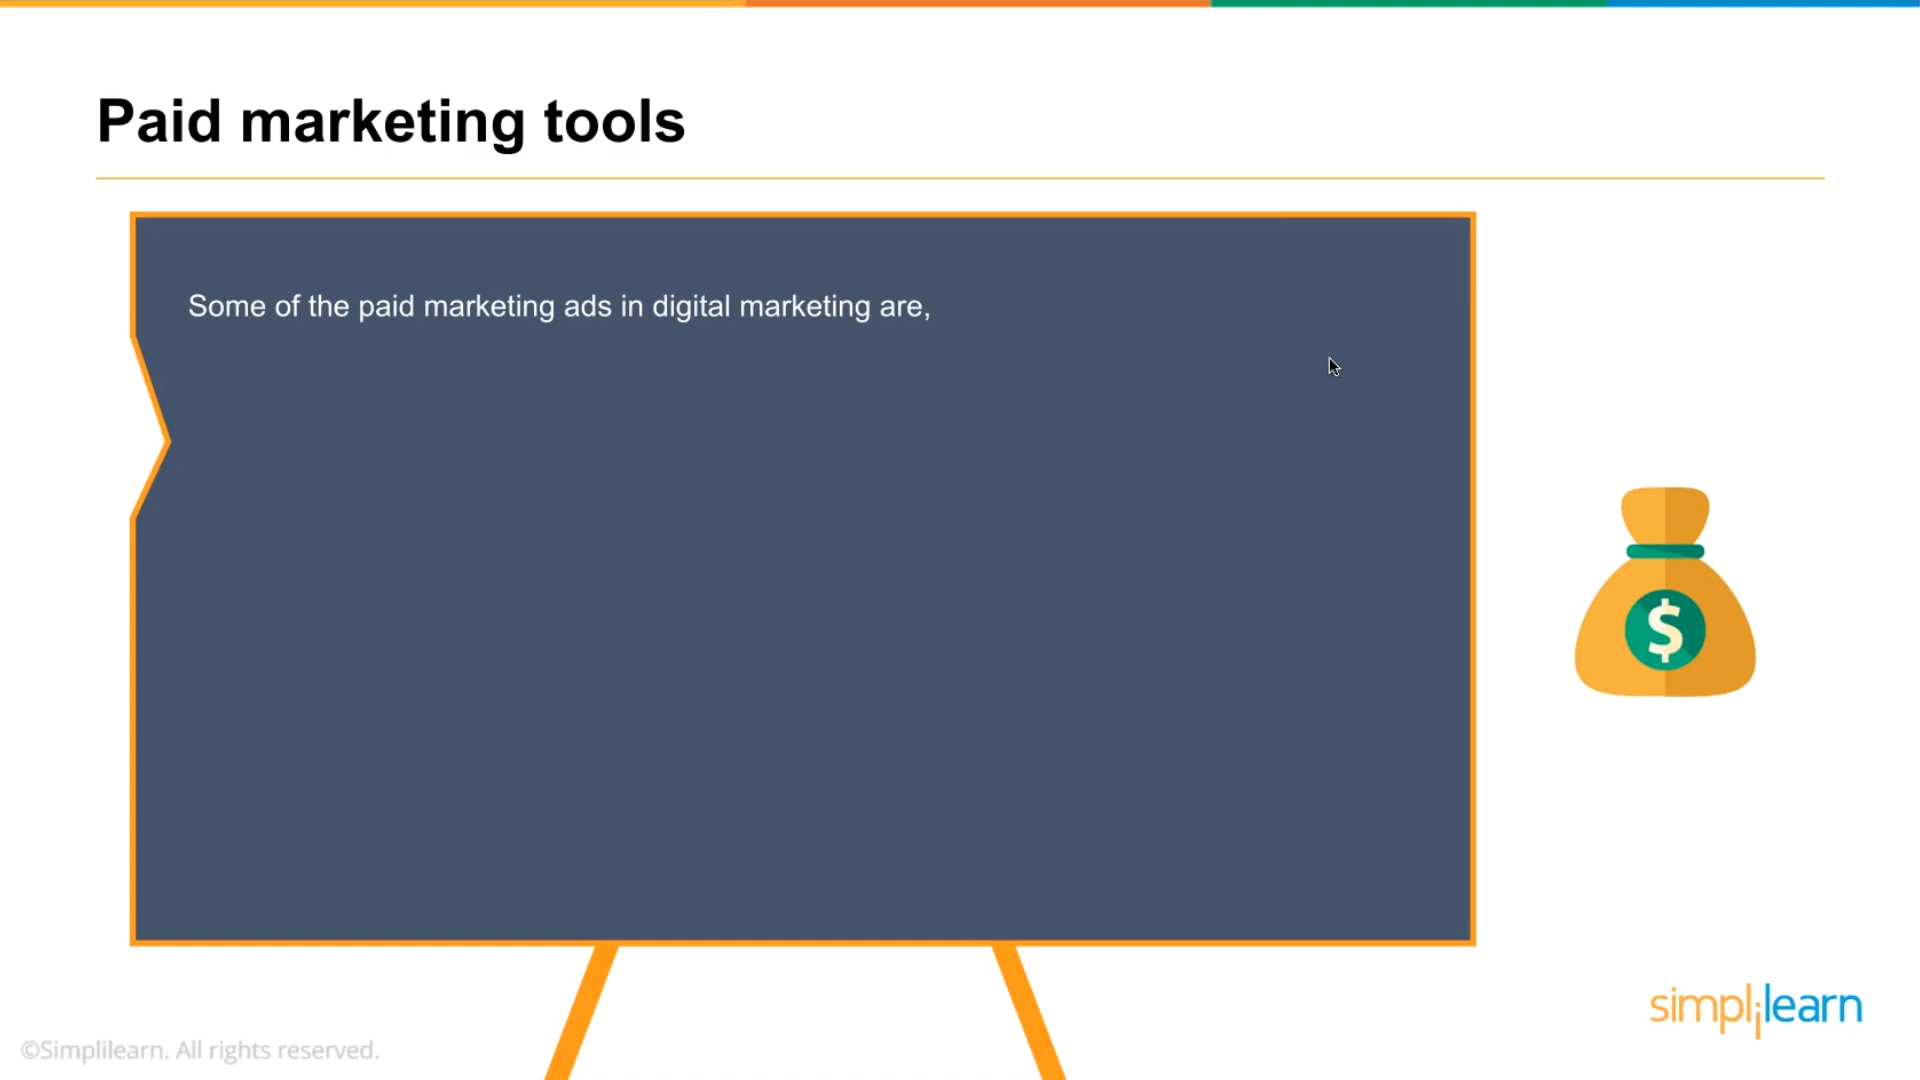 Paid marketing tools
Some of the paid marketing ads in digital marketing are,
$
simplilearn
©Simplilearn. All rights reserved.